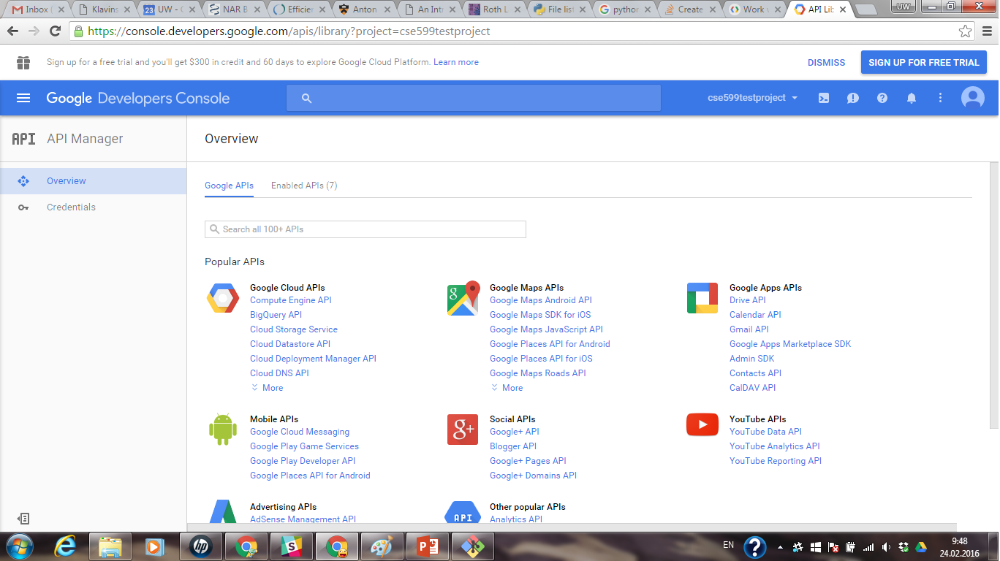 Inbox (
Klavins
UW - C
NAR B
Efficier
Anton
An Intr
Roth L
File list
python
Create
Work w
API Lib
UW
23
https://console.developers.google.com/apis/library?project=cse599testproject
Sign up for a free trial and you'll get $300 in credit and 60 days to explore Google Cloud Platform. Learn more
DISMISS
SIGN UP FOR FREE TRIAL
Google Developers Console
cse599testproject
API API Manager
Overview
Overview
Credentials
Google APIs
Enabled APIs (7)
Search all 100+ APIs
Popular APIs
Google Cloud APIs
Compute Engine API
BigQuery API
Cloud Storage Service
Cloud Datastore API
Cloud Deployment Manager API
Cloud DNS API
More
Google Maps APIs
Google Maps Android API
Google Maps SDK for iOS
Google Maps JavaScript API
Google Places API for Android
Google Places API for iOS
Google Maps Roads API
More
Google Apps APIs
Drive API
Calendar API
Gmail API
Google Apps Marketplace SDK
Admin SDK
Contacts API
CalDAV API
Mobile APIs
Google Cloud Messaging
Google Play Game Services
Google Play Developer API
Google Places API for Android
g+
Social APIs
Google+ API
Blogger API
Google+ Pages API
Google+ Domains API
YouTube APIs
YouTube Data API
YouTube Analytics API
YouTube Reporting API
Advertising APIs
AdSense Management API
API
Other popular APIs
Analytics API
hp
EN
9:48
24.02.2016